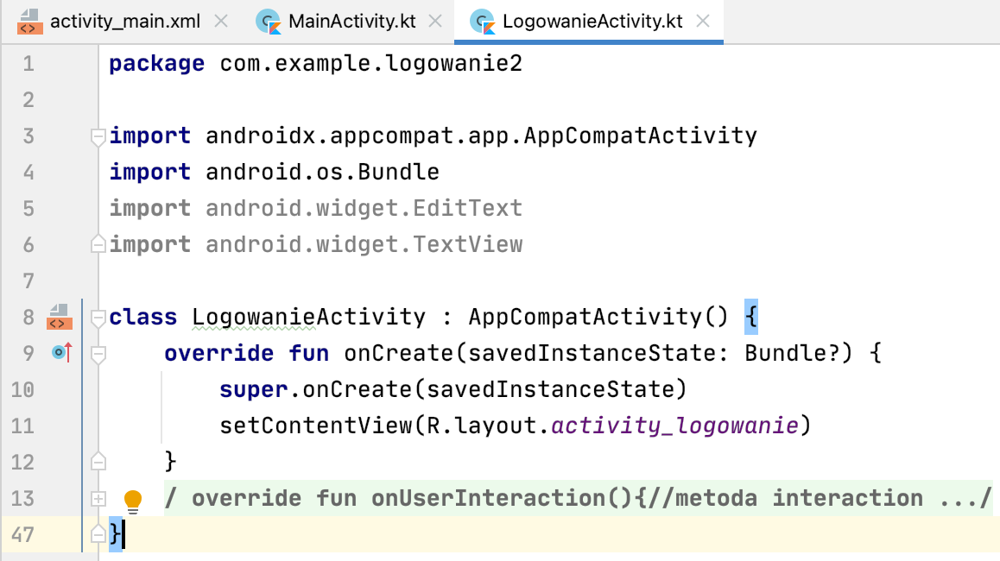 activity_main.xml MainActivity.kt LogowanieActivity.kt
1 package com.example.logowanie2
2
3 import androidx.appcompat.app.AppCompatActivity
4 import android.os.Bundle
5 import android.widget.EditText
6 import android.widget.TextView
7
8 class LogowanieActivity : AppCompatActivity() {
9 override fun onCreate(savedInstanceState: Bundle?) {
10 super.onCreate(savedInstanceState)
11 setContentView(R.layout.activity_logowanie)
12 }
13 / override fun onUserInteraction(){//metoda interaction .../
47 }